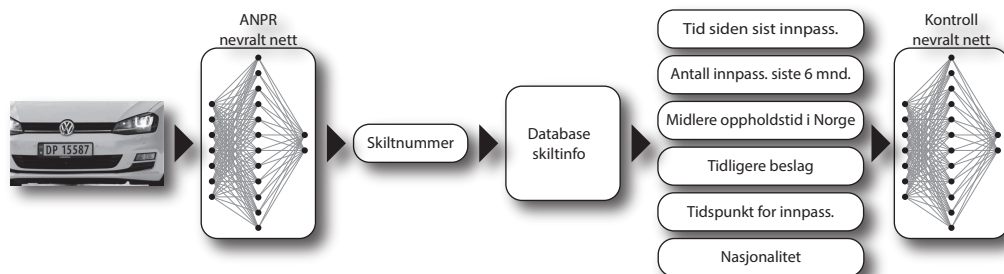 ANPR
nevralt nett
DP 15587
Skiltnummer
Database
skiltinfo
Tid siden sist innpass.
Antall innpass. siste 6 mnd.
Midlere oppholdstid i Norge
Tidligere beslag
Tidspunkt for innpass.
Nasjonalitet
Kontroll
nevralt nett